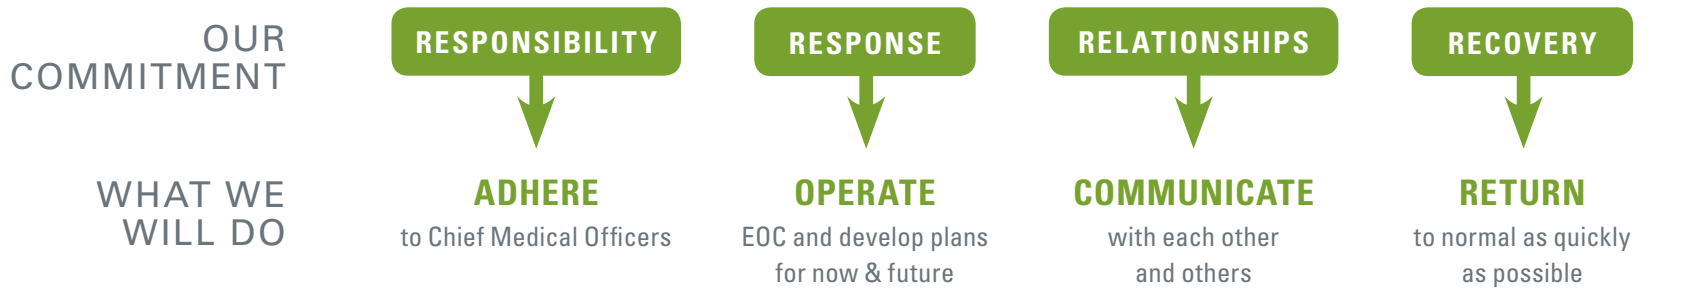 OUR
COMMITMENT
RESPONSIBILITY
RESPONSE
RELATIONSHIPS
RECOVERY
WHAT WE
WILL DO
ADHERE
to Chief Medical Officers
OPERATE
EOC and develop plans
for now & future
COMMUNICATE
with each other
and others
RETURN
to normal as quickly
as possible